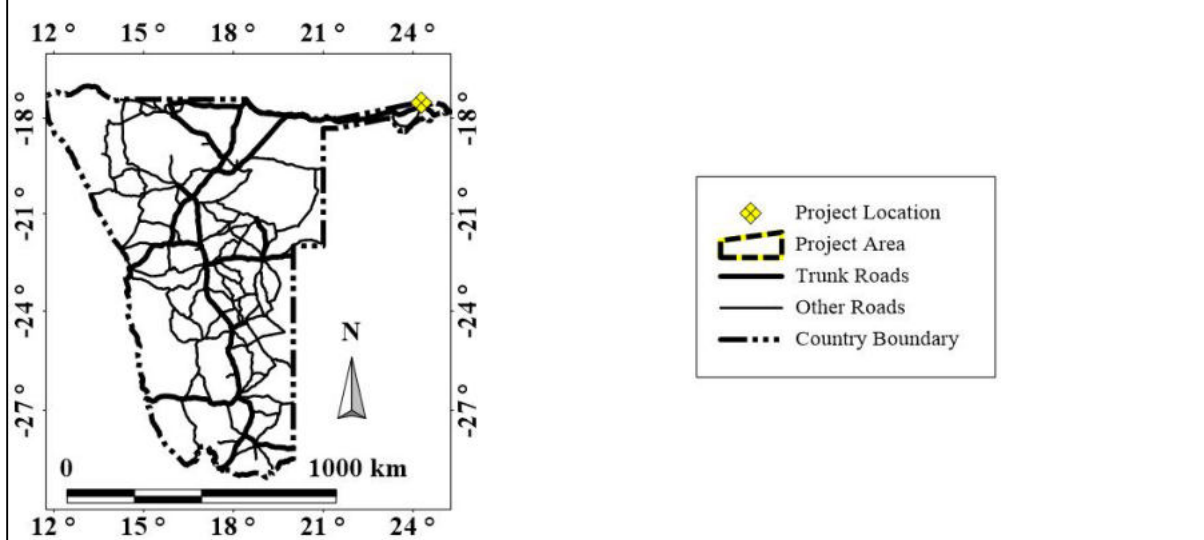 12 ° 15 ° 18 ° 21 ° 24 °
-18 ° -18 °
-21 ° -21 °
-24 ° -24 °
-27 ° -27 °
N
0 1000 km
12 ° 15 ° 18 ° 21 ° 24 °
Project Location
Project Area
Trunk Roads
Other Roads
Country Boundary